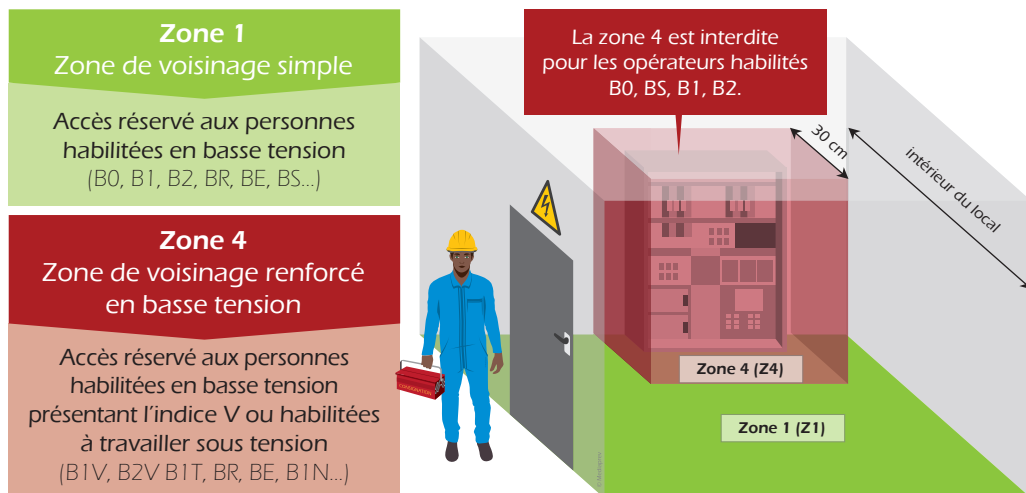 Zone 1
Zone de voisinage simple
Accès réservé aux personnes
habilitées en basse tension
(B0, B1, B2, BR, BE, BS...)
Zone 4
Zone de voisinage renforcé
en basse tension
Accès réservé aux personnes
habilitées en basse tension
présentant l'indice V ou habilitées
à travailler sous tension
(B1V, B2V B1T, BR, BE, B1N...)
La zone 4 est interdite
pour les opérateurs habilités
B0, BS, B1, B2.
30 cm
intérieur du local
CONSIGNATION
Zone 4 (Z4)
Zone 1 (Z1)